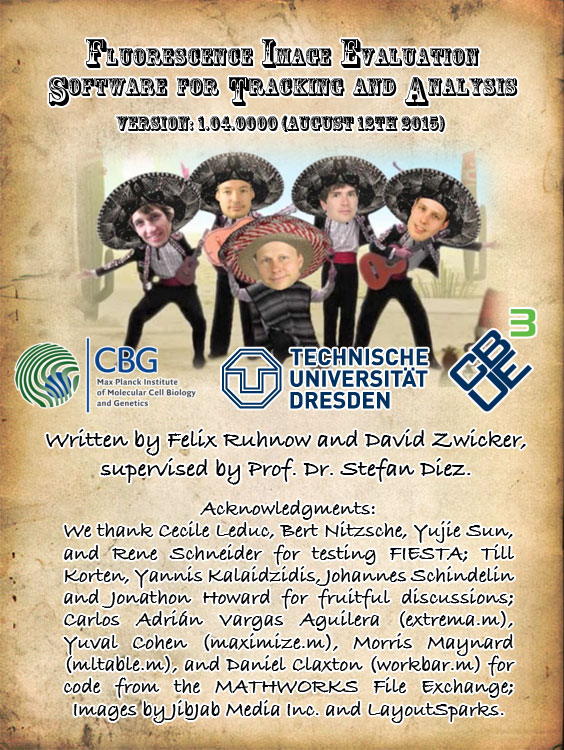 Fluorescence Image Evaluation
Software for Tracking and Analysis
Version: 1.04.0000 (August 12th 2015)
CBG
Max Planck Institute
of Molecular Cell Biology
and Genetics
TECHNISCHE
UNIVERSITÄT
DRESDEN
B CUBE 3
Written by Felix Ruhnow and David Zwicker,
supervised by Prof. Dr. Stefan Diez.
Acknowledgments:
We thank Cecile Leduc, Bert Nitzsche, Yujie Sun,
and Rene Schneider for testing FIESTA; Till
Korten, Yannis Kalaidzidis, Johannes Schindelin
and Jonathon Howard for fruitful discussions;
Carlos Adrián Vargas Aguilera (extrema.m),
Yuval Cohen (maximize.m), Morris Maynard
(mltable.m), and Daniel Claxton (workbar.m) for
code from the MATHWORKS File Exchange;
Images by JibJab Media Inc. and LayoutSparks.